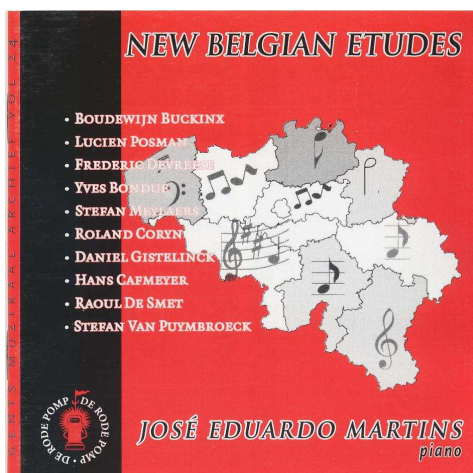 NEW BELGIAN ETUDES
GENTS MUZIKAAL ARCHIEF VOL 24
• BOUDEWIJN BUCKINX
• LUCIEN POSMAN
• FREDERIC DEVREESE
• YVES BONDUE
• STEFAN MEYLAERS
• ROLAND CORYN
• DANIEL GISTELINCK
• HANS CAFMEYER
• RAOUL DE SMET
• STEFAN VAN PUYMBROECK
DE RODE POMP • DE RODE POMP •
JOSÉ EDUARDO MARTINS
piano